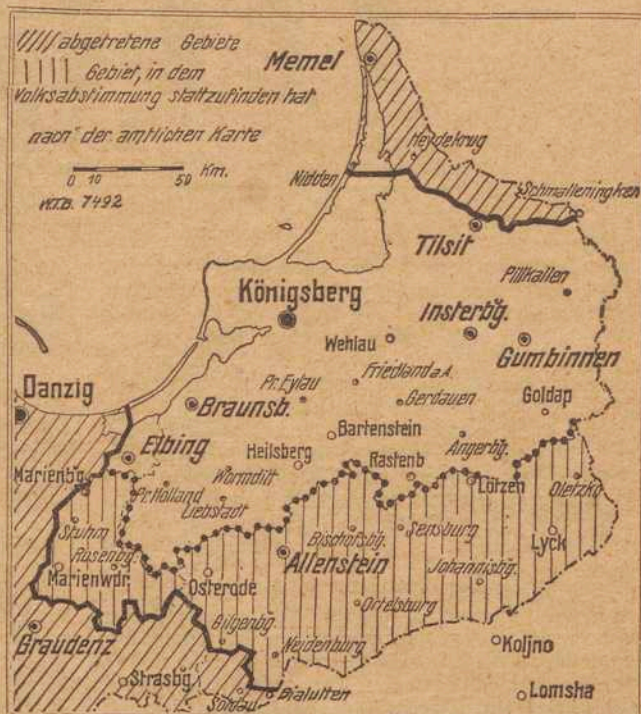 abgetretene Gebiete
Gebiet, in dem
Volksabstimmung stattzufinden hat
nach der amtlichen Karte
0 10 50 Km.
W.T.B. 7492
Memel
Heydekrug
Nidden
Schmalleningken
Tilsit
Pillkallen
Königsberg
Insterbg.
Wehlau
Gumbinnen
Friedland a.A.
Danzig
Pr. Eylau
Gerdauen
Goldap
Braunsb.
Bartenstein
Elbing
Heilsberg
Angerbg.
Marienbg.
Rastenb
Lötzen
Oletzko
Pr. Holland
Wormditt
Liebstadt
Stuhm
Bischofsbg.
Sensburg
Lyck
Rosenbg.
Allenstein
Marienwdr.
Osterode
Johannisbg.
Ortelsburg
Graudenz
Gilgenbg.
Neidenburg
Koljno
Strasbg.
Soldau
Bialutten
Lomsha